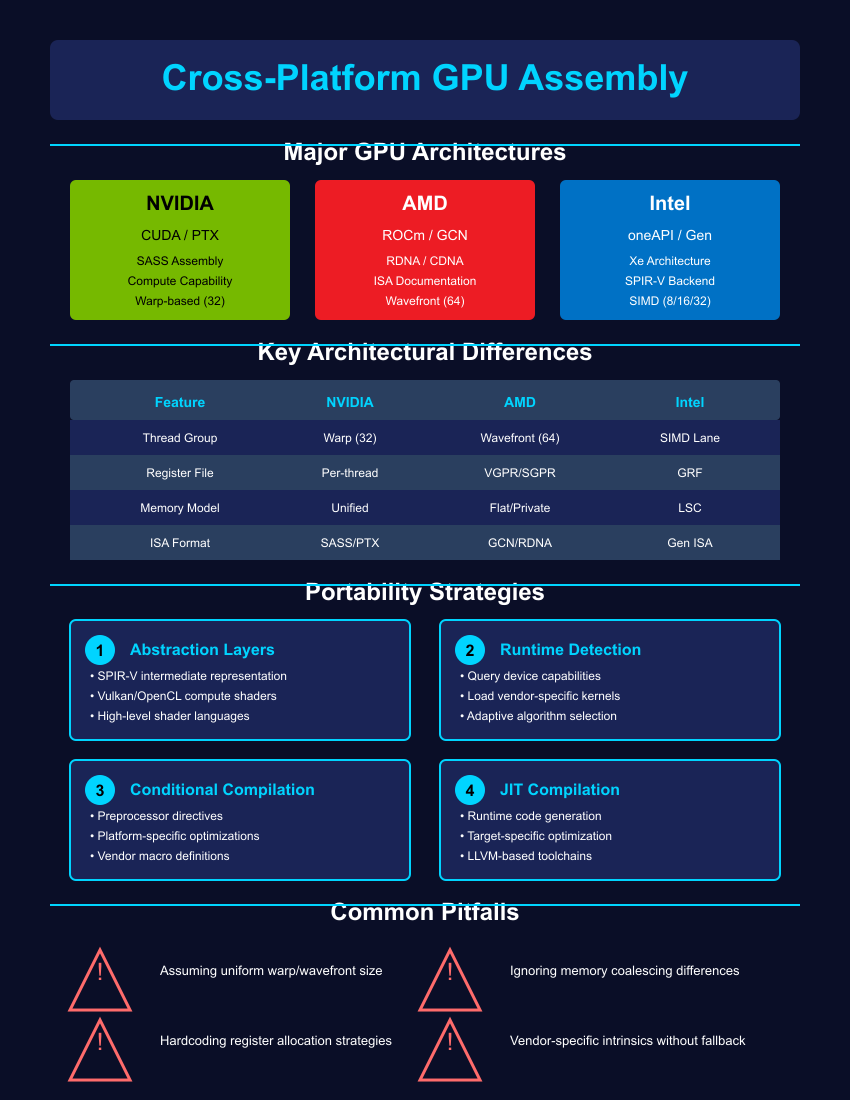 Cross-Platform GPU Assembly
Major GPU Architectures
NVIDIA
CUDA / PTX
SASS Assembly
Compute Capability
Warp-based (32)
AMD
ROCm / GCN
RDNA / CDNA
ISA Documentation
Wavefront (64)
Intel
oneAPI / Gen
Xe Architecture
SPIR-V Backend
SIMD (8/16/32)
Key Architectural Differences
Feature NVIDIA AMD Intel
Thread Group Warp (32) Wavefront (64) SIMD Lane
Register File Per-thread VGPR/SGPR GRF
Memory Model Unified Flat/Private LSC
ISA Format SASS/PTX GCN/RDNA Gen ISA
Portability Strategies
1 Abstraction Layers
• SPIR-V intermediate representation
• Vulkan/OpenCL compute shaders
• High-level shader languages
2 Runtime Detection
• Query device capabilities
• Load vendor-specific kernels
• Adaptive algorithm selection
3 Conditional Compilation
• Preprocessor directives
• Platform-specific optimizations
• Vendor macro definitions
4 JIT Compilation
• Runtime code generation
• Target-specific optimization
• LLVM-based toolchains
Common Pitfalls
! Assuming uniform warp/wavefront size
! Ignoring memory coalescing differences
! Hardcoding register allocation strategies
! Vendor-specific intrinsics without fallback